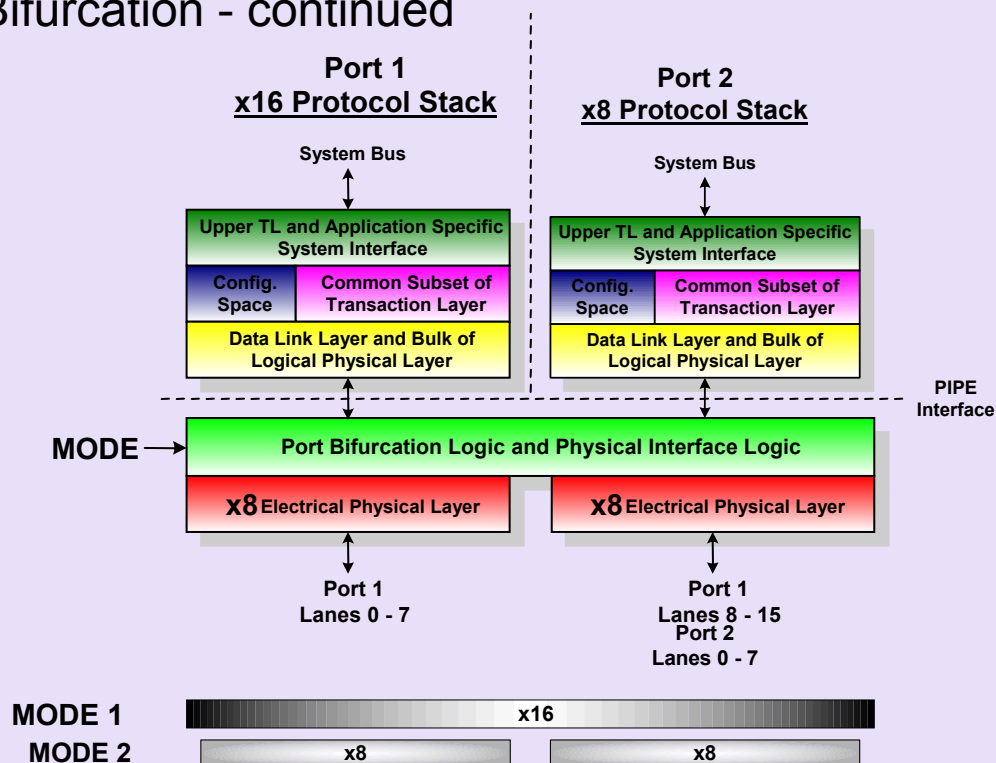 Bifurcation - continued
Port 1
x16 Protocol Stack
System Bus
Upper TL and Application Specific
System Interface
Config.
Space
Common Subset of
Transaction Layer
Data Link Layer and Bulk of
Logical Physical Layer
Port 2
x8 Protocol Stack
System Bus
Upper TL and Application Specific
System Interface
Config.
Space
Common Subset of
Transaction Layer
Data Link Layer and Bulk of
Logical Physical Layer
PIPE
Interface
MODE
Port Bifurcation Logic and Physical Interface Logic
x8 Electrical Physical Layer
x8 Electrical Physical Layer
Port 1
Lanes 0 - 7
Port 1
Lanes 8 - 15
Port 2
Lanes 0 - 7
MODE 1
x16
MODE 2
x8
x8